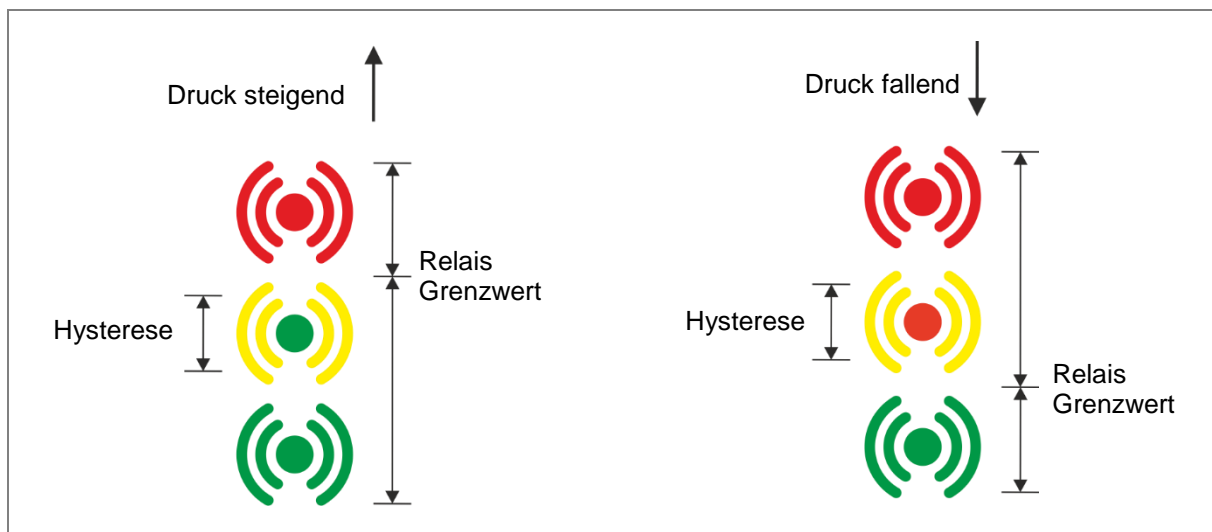 Druck steigend
Relais
Grenzwert
Hysterese
Druck fallend
Hysterese
Relais
Grenzwert